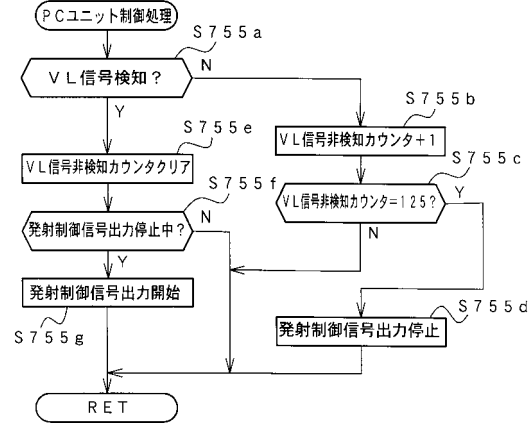 PCユニット制御処理
S755a
VL信号検知?
N
Y
S755b
VL信号非検知カウンタ+1
S755e
VL信号非検知カウンタクリア
S755c
VL信号非検知カウンタ=125?
Y
N
S755f
発射制御信号出力停止中?
N
Y
発射制御信号出力開始
S755g
S755d
発射制御信号出力停止
RET